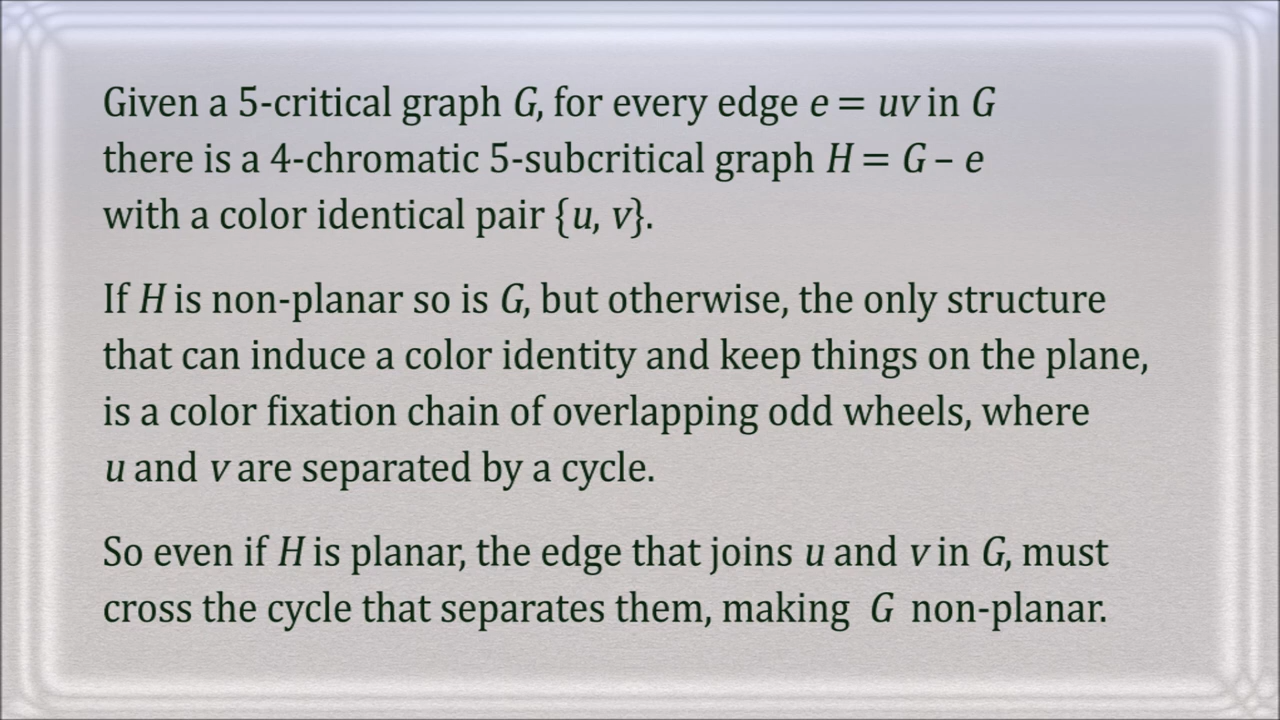 Given a 5-critical graph G, for every edge e = uv in G
there is a 4-chromatic 5-subcritical graph H = G – e
with a color identical pair {u, v}.
If H is non-planar so is G, but otherwise, the only structure
that can induce a color identity and keep things on the plane,
is a color fixation chain of overlapping odd wheels, where
u and v are separated by a cycle.
So even if H is planar, the edge that joins u and v in G, must
cross the cycle that separates them, making G non-planar.